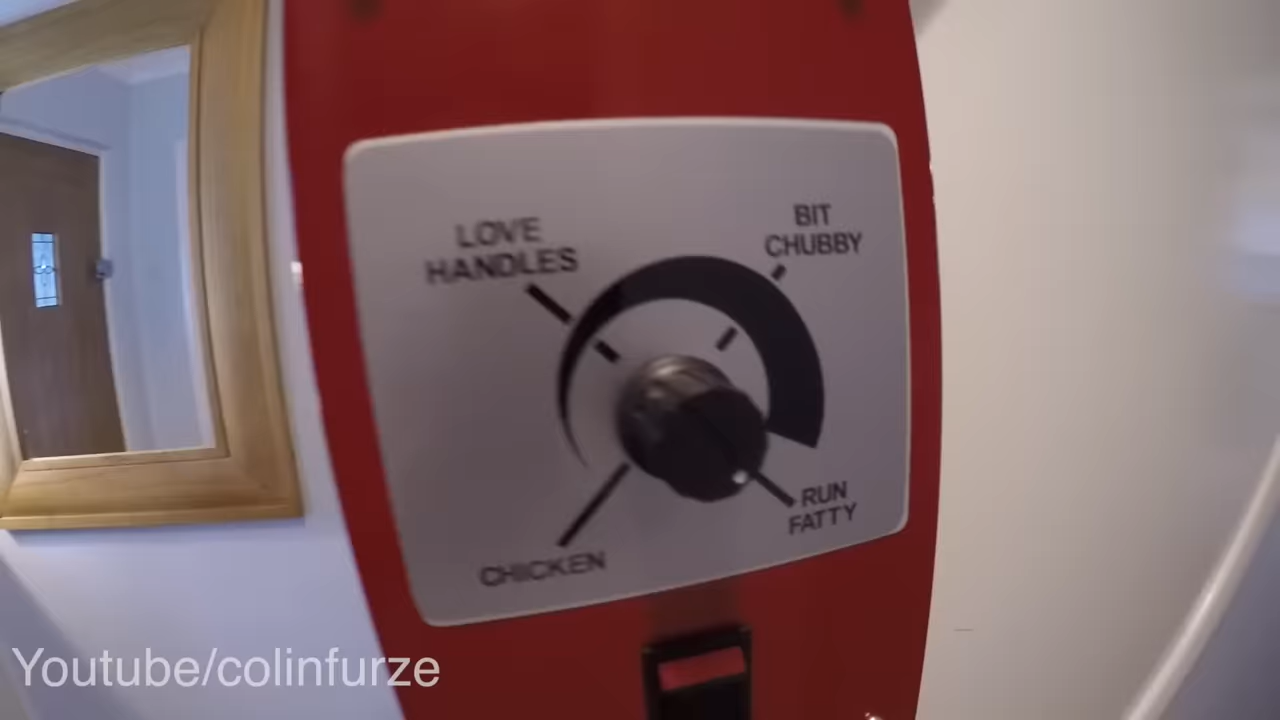 LOVE
HANDLES
BIT
CHUBBY
RUN
FATTY
CHICKEN
Youtube/colinfurze